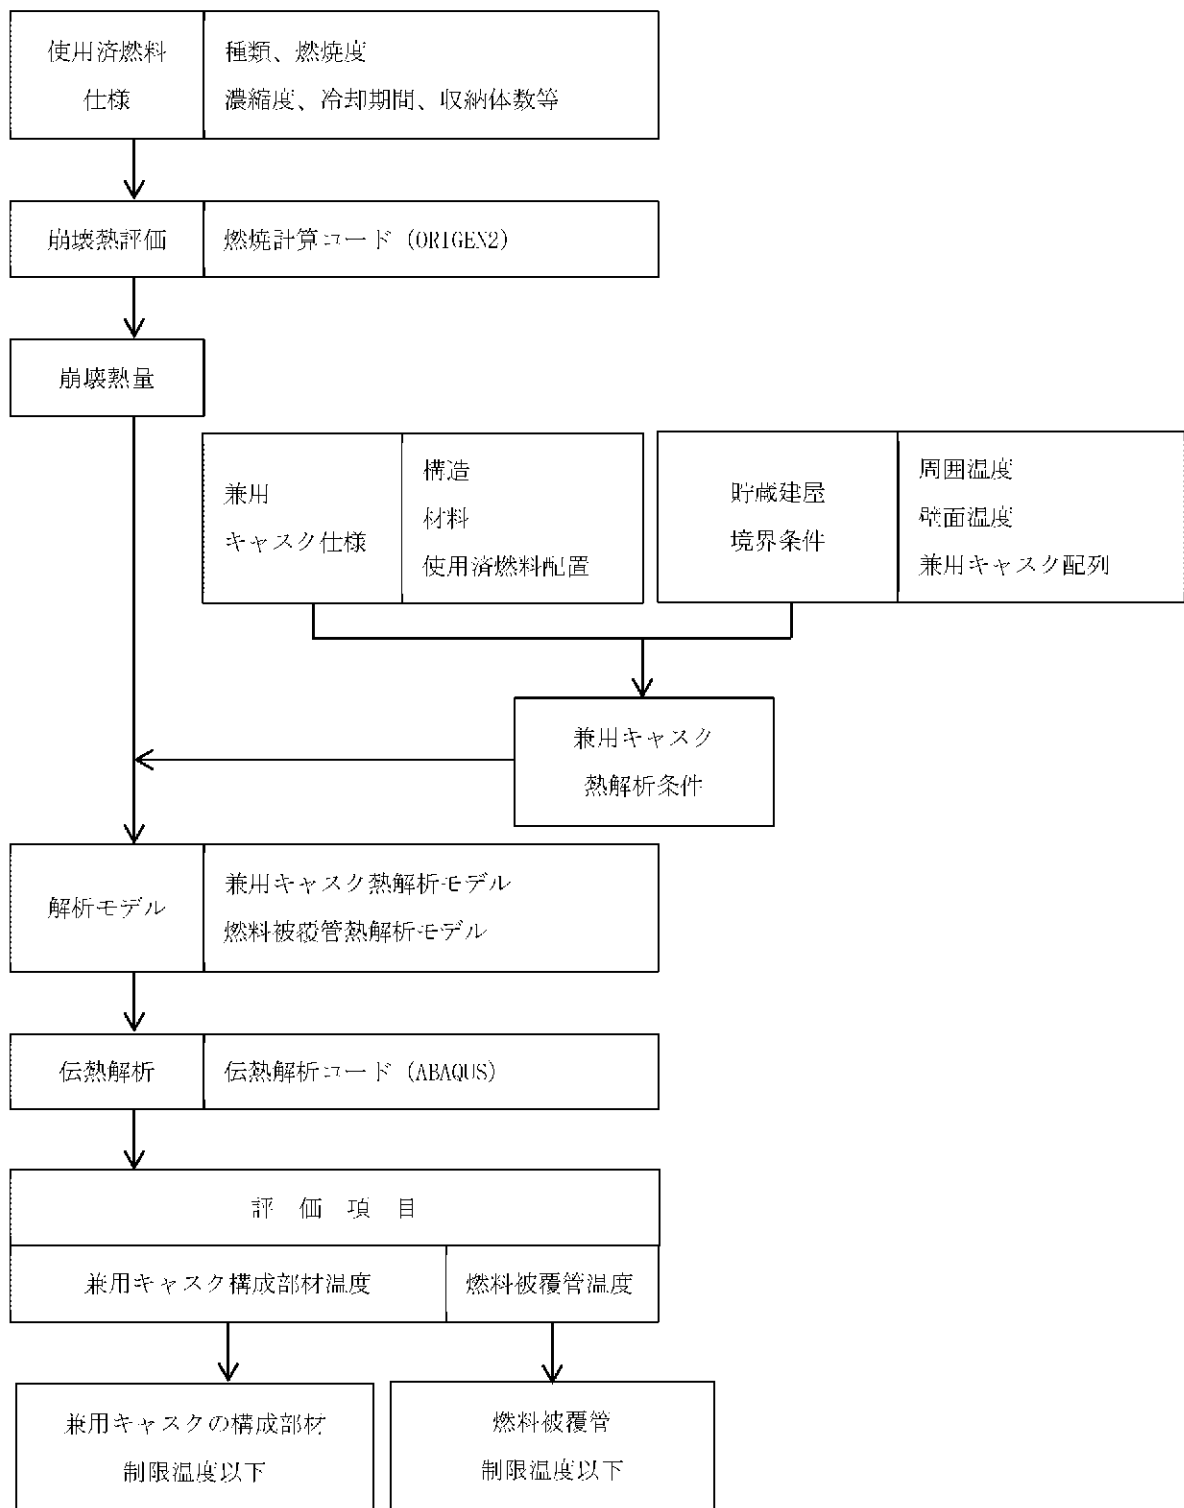 使用済燃料
仕様
種類、燃焼度
濃縮度、冷却期間、収納体数等
崩壊熱評価
燃焼計算コード (ORIGEN2)
崩壊熱量
兼用
キャスク仕様
構造
材料
使用済燃料配置
貯蔵建屋
境界条件
周囲温度
壁面温度
兼用キャスク配列
兼用キャスク
熱解析条件
解析モデル
兼用キャスク熱解析モデル
燃料被覆管熱解析モデル
伝熱解析
伝熱解析コード (ABAQUS)
評 価 項 目
兼用キャスク構成部材温度
燃料被覆管温度
兼用キャスクの構成部材
制限温度以下
燃料被覆管
制限温度以下